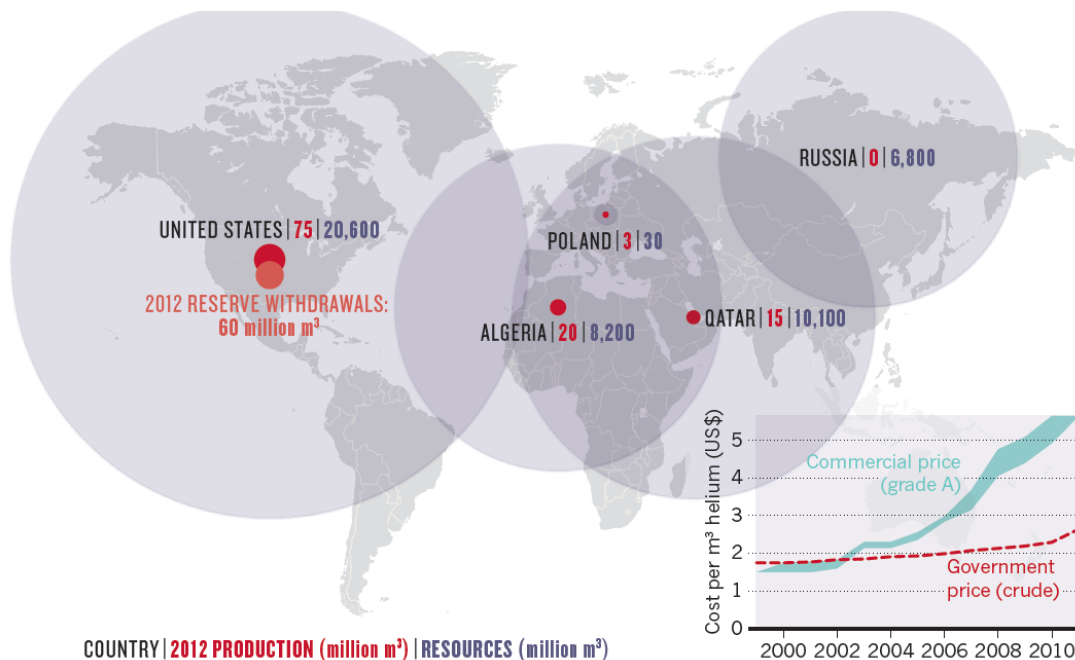 RUSSIA|0|6,800
UNITED STATES|75|20,600
POLAND|3|30
2012 RESERVE WITHDRAWALS:
60 million m³
ALGERIA|20|8,200
QATAR|15|10,100
Cost per m³ helium (US$)
5
4
3
2
1
0
Commercial price
(grade A)
Government
price (crude)
2000 2002 2004 2006 2008 2010
COUNTRY|2012 PRODUCTION (million m³)|RESOURCES (million m³)